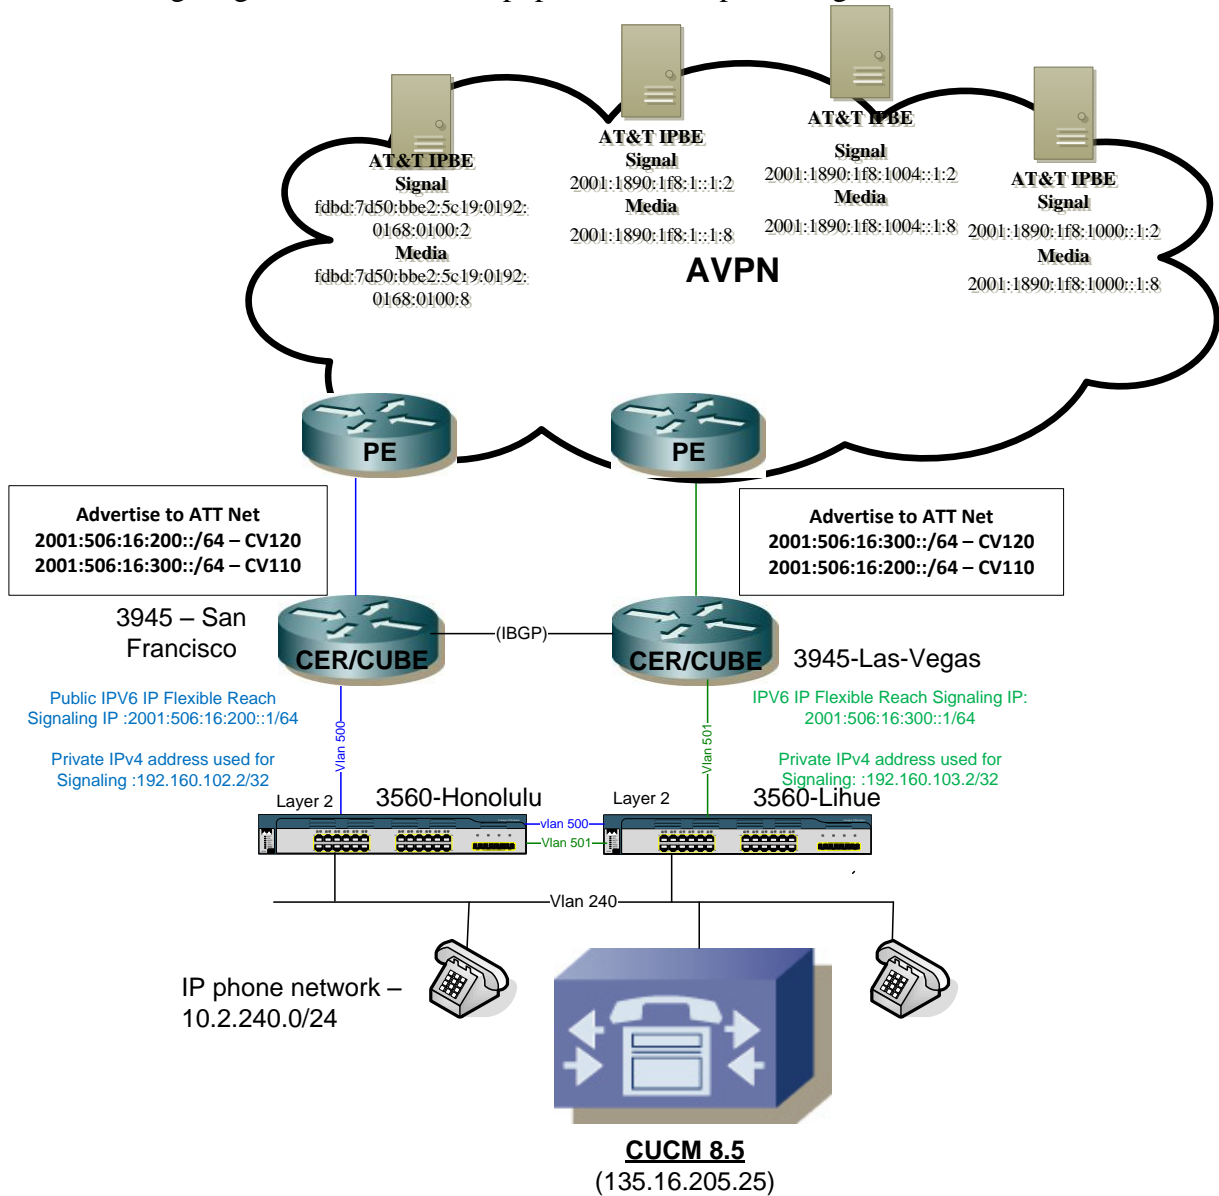 AT&T IPBE
Signal
fdbd:7d50:bbe2:5c19:0192:
0168:0100:2
Media
fdbd:7d50:bbe2:5c19:0192:
0168:0100:8
AT&T IPBE
Signal
2001:1890:1f8:1::1:2
Media
2001:1890:1f8:1::1:8
AT&T IPBE
Signal
2001:1890:1f8:1004::1:2
Media
2001:1890:1f8:1004::1:8
AT&T IPBE
Signal
2001:1890:1f8:1000::1:2
Media
2001:1890:1f8:1000::1:8
AVPN
PE
PE
Advertise to ATT Net
2001:506:16:200::/64 – CV120
2001:506:16:300::/64 – CV110
Advertise to ATT Net
2001:506:16:300::/64 – CV120
2001:506:16:200::/64 – CV110
3945 – San
Francisco
CER/CUBE
(IBGP)
CER/CUBE
3945-Las-Vegas
Public IPV6 IP Flexible Reach
Signaling IP :2001:506:16:200::1/64
Private IPv4 address used for
Signaling :192.160.102.2/32
Vlan 500
Vlan 501
IPV6 IP Flexible Reach Signaling IP:
2001:506:16:300::1/64
Private IPv4 address used for
Signaling: :192.160.103.2/32
Layer 2
3560-Honolulu
Layer 2
3560-Lihue
vlan 500
Vlan 501
Vlan 240
IP phone network –
10.2.240.0/24
CUCM 8.5
(135.16.205.25)